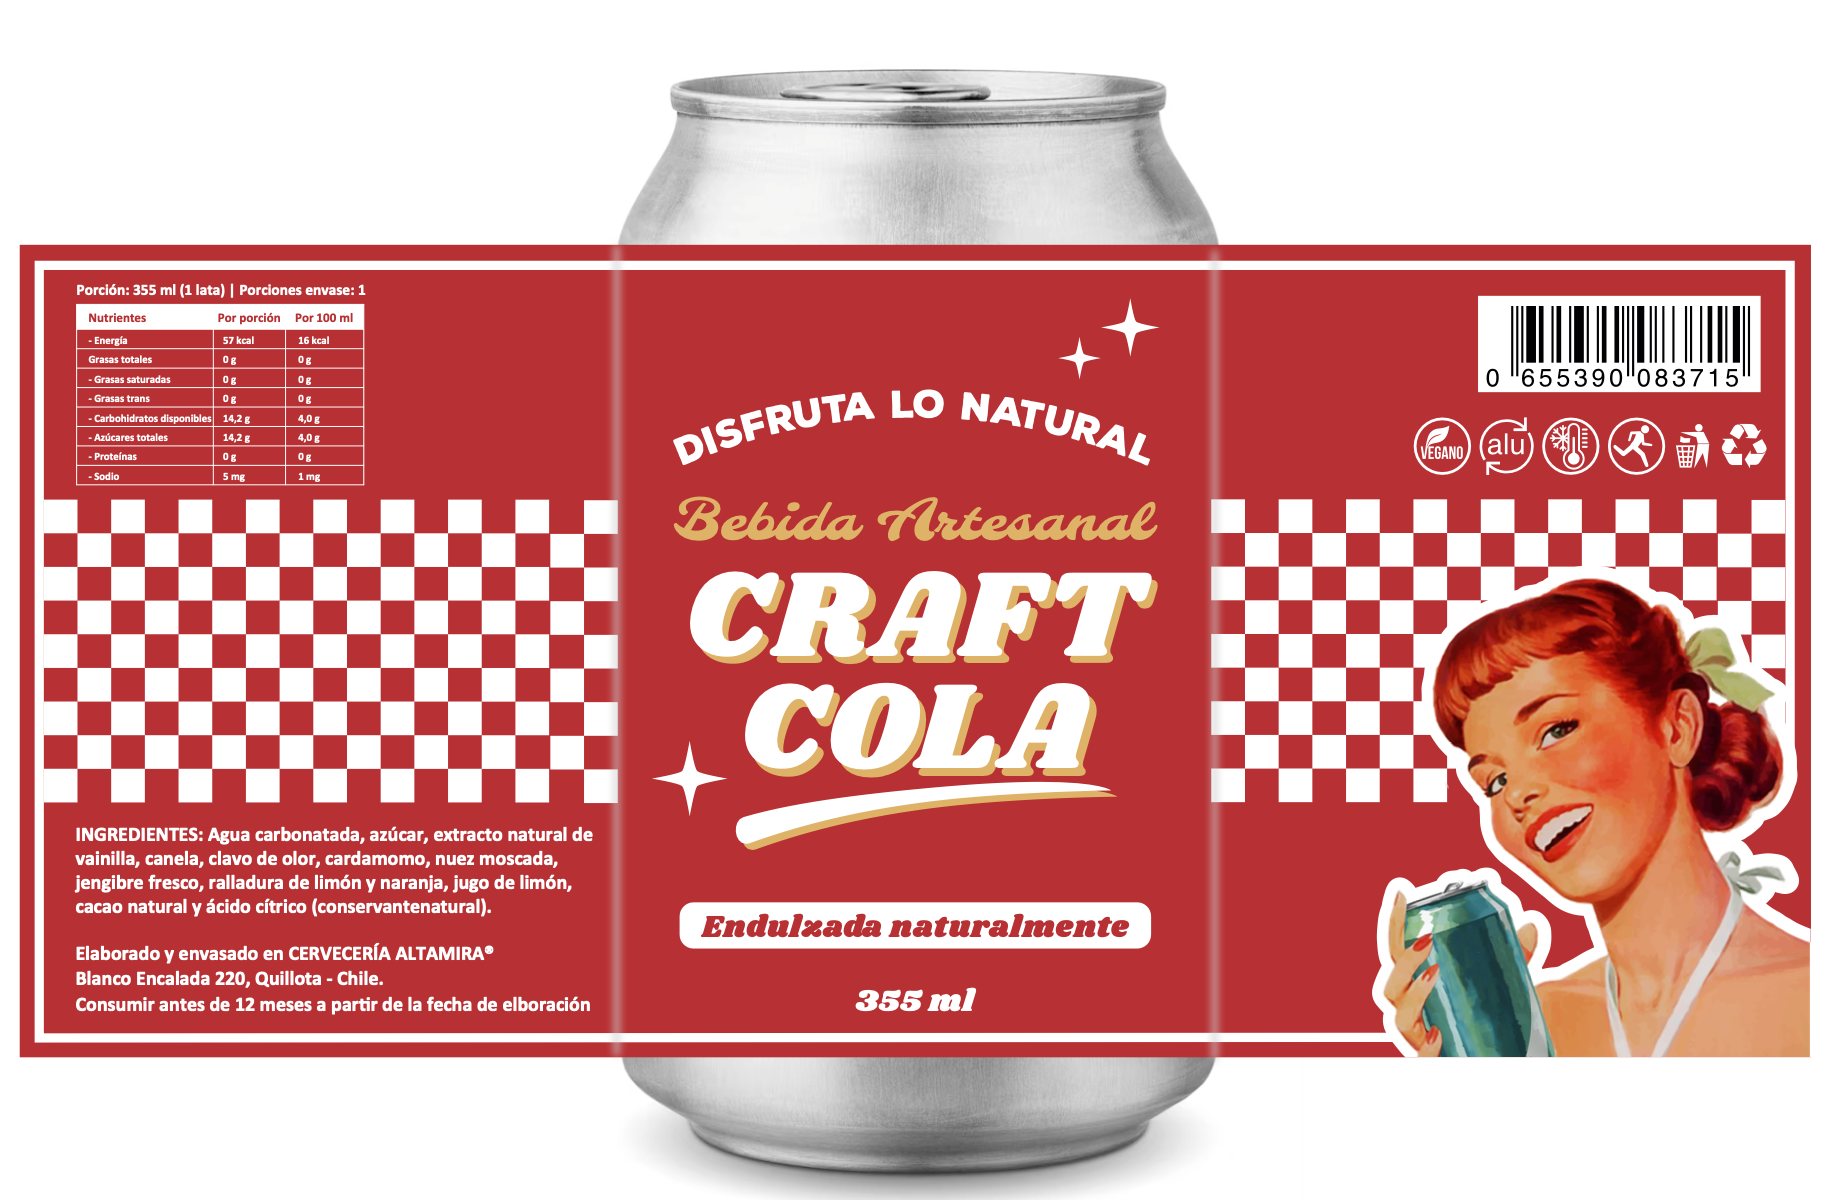 Porción: 355 ml (1 lata) | Porciones envase: 1
Nutrientes Por porción Por 100 ml
- Energía 57 kcal 16 kcal
Grasas totales 0 g 0 g
- Grasas saturadas 0 g 0 g
- Grasas trans 0 g 0 g
- Carbohidratos disponibles 14,2 g 4,0 g
- Azúcares totales 14,2 g 4,0 g
- Proteínas 0 g 0 g
- Sodio 5 mg 1 mg
INGREDIENTES: Agua carbonatada, azúcar, extracto natural de
vainilla, canela, clavo de olor, cardamomo, nuez moscada,
jengibre fresco, ralladura de limón y naranja, jugo de limón,
cacao natural y ácido cítrico (conservantenatural).
Elaborado y envasado en CERVECERÍA ALTAMIRA®
Blanco Encalada 220, Quillota - Chile.
Consumir antes de 12 meses a partir de la fecha de elboración
DISFRUTA LO NATURAL
Bebida Artesanal
CRAFT
COLA
Endulzada naturalmente
355 ml
0 655390 083715
VEGANO
alu